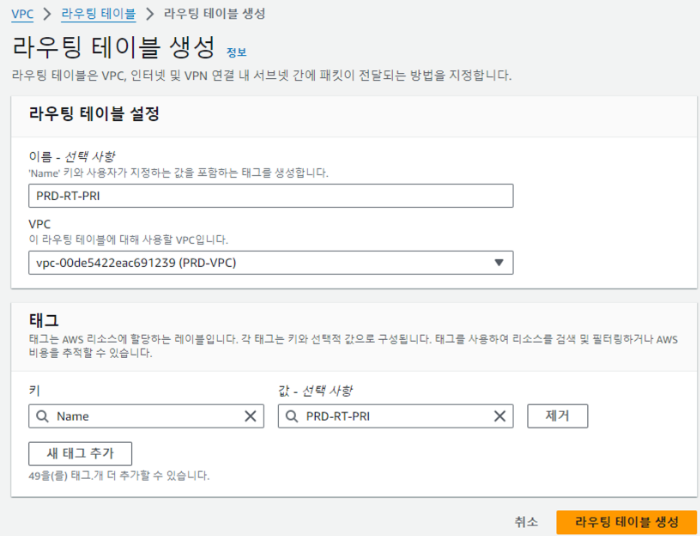 VPC > 라우팅 테이블 > 라우팅 테이블 생성
라우팅 테이블 생성 정보
라우팅 테이블은 VPC, 인터넷 및 VPN 연결 내 서브넷 간에 패킷이 전달되는 방법을 지정합니다.
라우팅 테이블 설정
이름 - 선택 사항
'Name' 키와 사용자가 지정하는 값을 포함하는 태그를 생성합니다.
PRD-RT-PRI
VPC
이 라우팅 테이블에 대해 사용할 VPC입니다.
vpc-00de5422eac691239 (PRD-VPC)
태그
태그는 AWS 리소스에 할당하는 레이블입니다. 각 태그는 키와 선택적 값으로 구성됩니다. 태그를 사용하여 리소스를 검색 및 필터링하거나 AWS
비용을 추적할 수 있습니다.
키 값 - 선택 사항
Name PRD-RT-PRI 제거
새 태그 추가
49을(를) 태그.개 더 추가할 수 있습니다.
취소 라우팅 테이블 생성